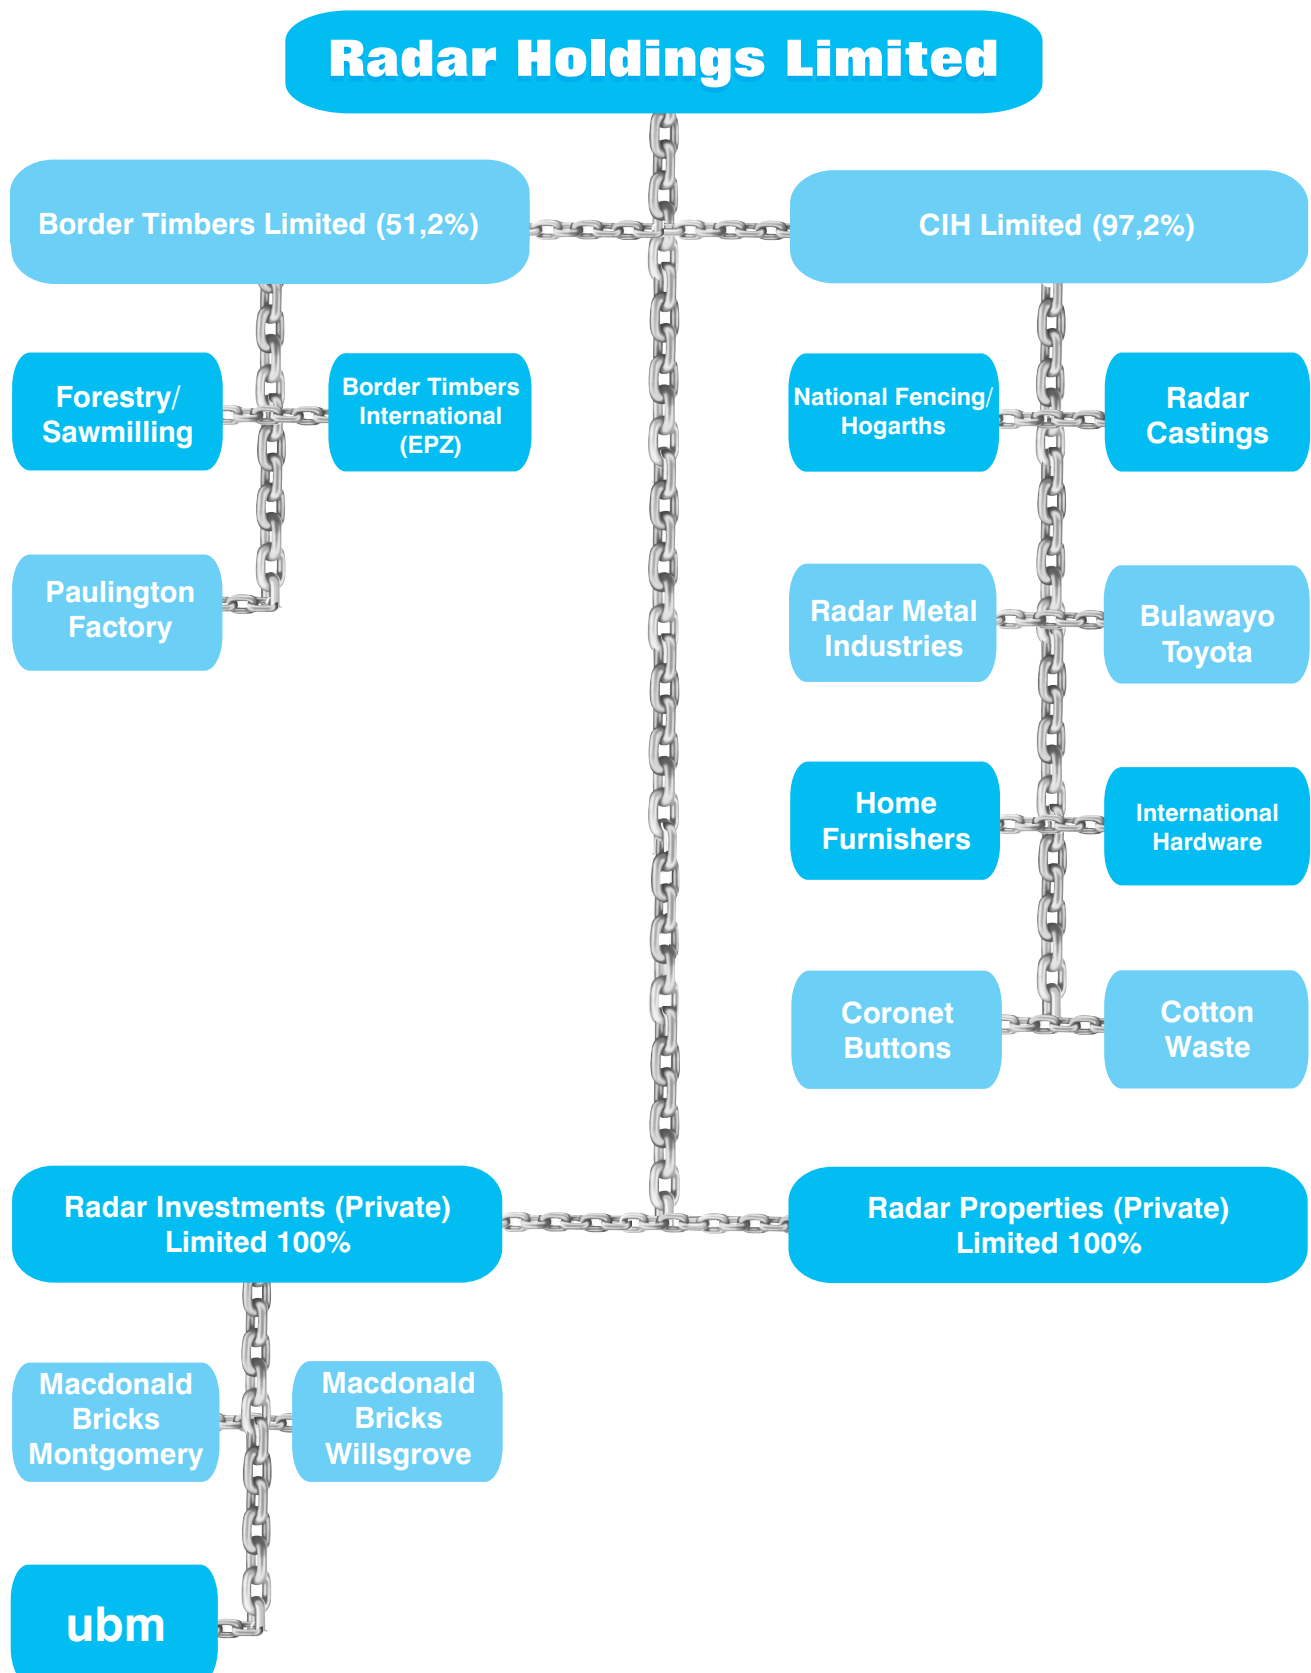 Radar Holdings Limited
Border Timbers Limited (51,2%)
CIH Limited (97,2%)
Forestry/
Sawmilling
Border Timbers
International
(EPZ)
National Fencing/
Hogarths
Radar
Castings
Paulington
Factory
Radar Metal
Industries
Bulawayo
Toyota
Home
Furnishers
International
Hardware
Coronet
Buttons
Cotton
Waste
Radar Investments (Private)
Limited 100%
Radar Properties (Private)
Limited 100%
Macdonald
Bricks
Montgomery
Macdonald
Bricks
Willsgrove
ubm